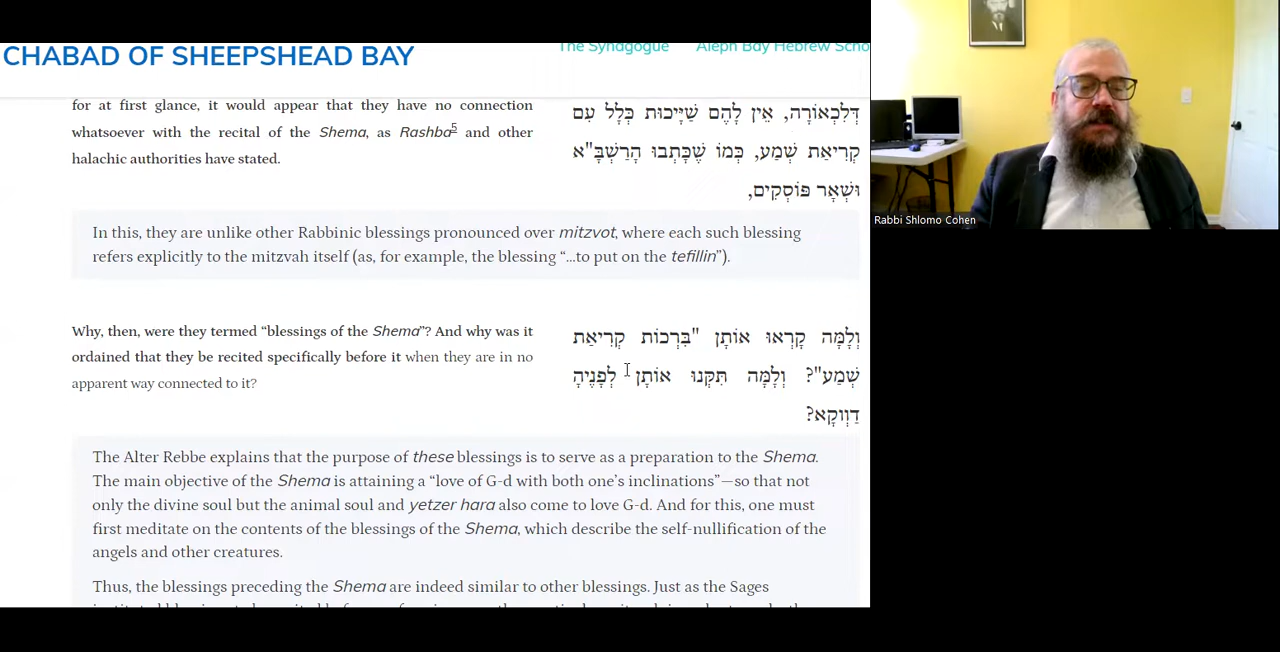 The Synagogue Aleph Bay Hebrew Scho
CHABAD OF SHEEPSHEAD BAY
for at first glance, it would appear that they have no connection
whatsoever with the recital of the Shema, as Rashba5 and other
halachic authorities have stated.
דְּלִכְאוֹרָה, אֵין לָהֶם שַׁיָּיכוּת כְּלָל עִם
קְרִיאַת שְׁמַע, כְּמוֹ שֶׁכָּתְבוּ הָרַשְׁבָּ"א
וּשְׁאָר פּוֹסְקִים,
In this, they are unlike other Rabbinic blessings pronounced over mitzvot, where each such blessing
refers explicitly to the mitzvah itself (as, for example, the blessing “...to put on the tefillin”).
Why, then, were they termed “blessings of the Shema”? And why was it
ordained that they be recited specifically before it when they are in no
apparent way connected to it?
וְלָמָּה קָרְאוּ אוֹתָן "בִּרְכוֹת קְרִיאַת
שְׁמַע"? וְלָמָּה תִּקְּנוּ אוֹתָן לְפָנֶיהָ
דַּוְוקָא?
The Alter Rebbe explains that the purpose of these blessings is to serve as a preparation to the Shema.
The main objective of the Shema is attaining a “love of G-d with both one’s inclinations”—so that not
only the divine soul but the animal soul and yetzer hara also come to love G-d. And for this, one must
first meditate on the contents of the blessings of the Shema, which describe the self-nullification of the
angels and other creatures.
Thus, the blessings preceding the Shema are indeed similar to other blessings. Just as the Sages
Rabbi Shlomo Cohen